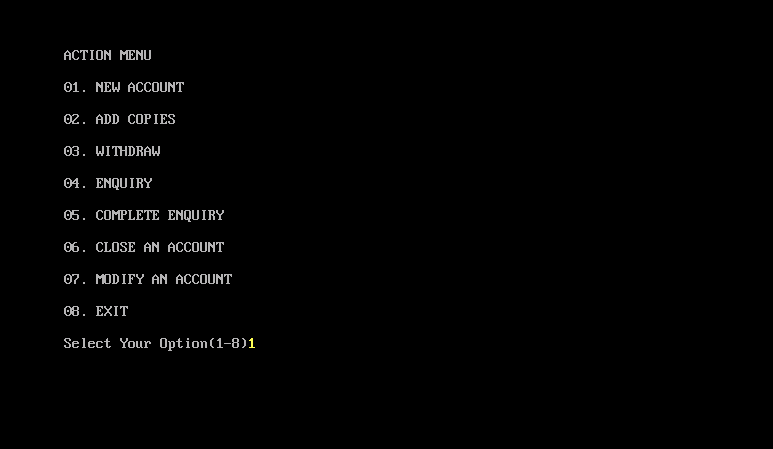 ACTION MENU
01. NEW ACCOUNT
02. ADD COPIES
03. WITHDRAW
04. ENQUIRY
05. COMPLETE ENQUIRY
06. CLOSE AN ACCOUNT
07. MODIFY AN ACCOUNT
08. EXIT
Select Your Option(1-8)1